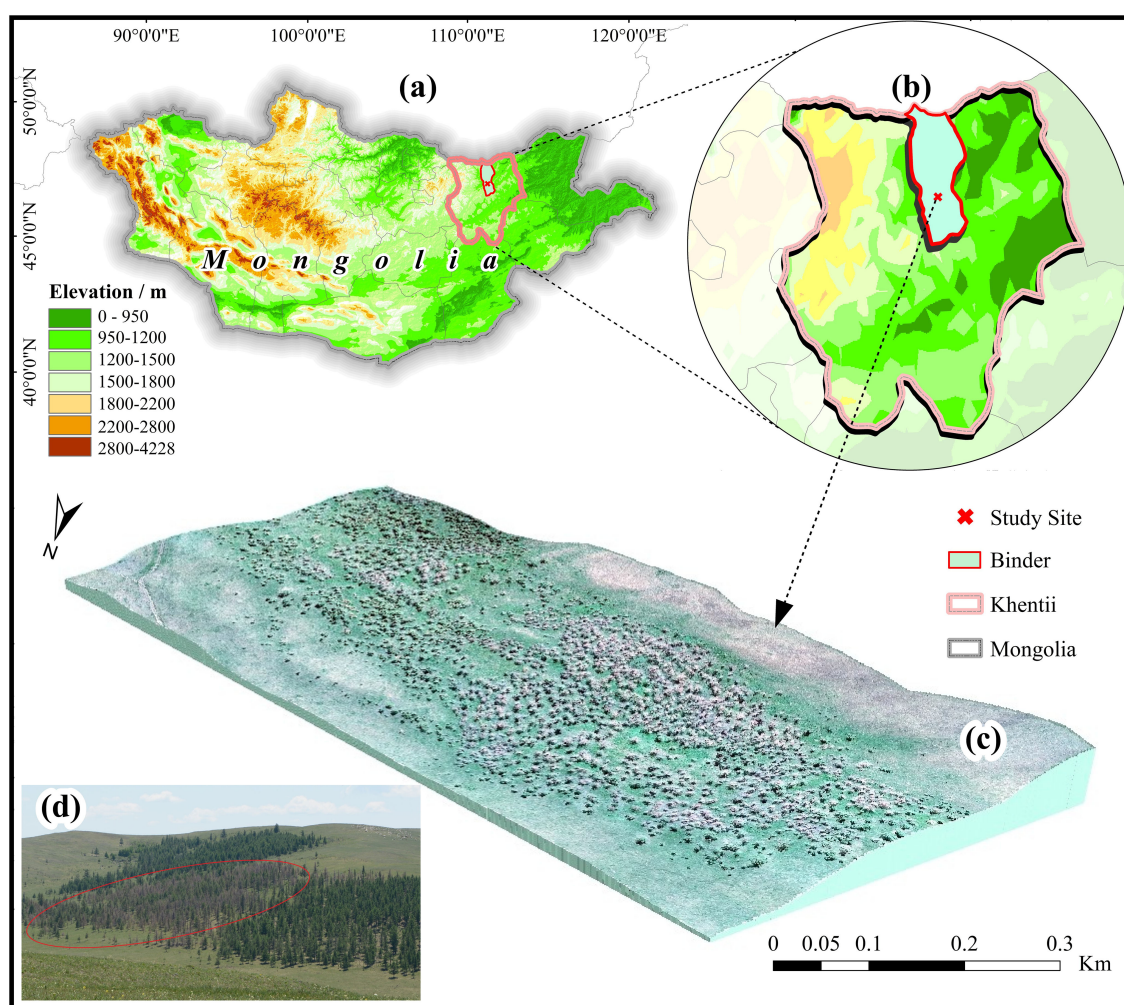 90°0'0"E
100°0'0"E
110°0'0"E
120°0'0"E
50°0'0"N
45°0'0"N
40°0'0"N
(a)
(b)
Mongolia
Elevation / m
0 - 950
950-1200
1200-1500
1500-1800
1800-2200
2200-2800
2800-4228
N
Study Site
Binder
Khentii
Mongolia
(c)
(d)
0 0.05 0.1 0.2 0.3
Km